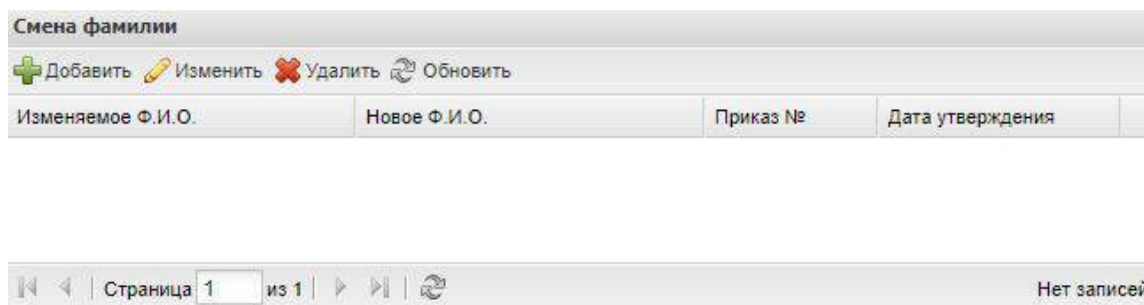 Смена фамилии
Добавить Изменить Удалить Обновить
Изменяемое Ф.И.О. Новое Ф.И.О. Приказ № Дата утверждения
Страница 1 из 1 Нет записей